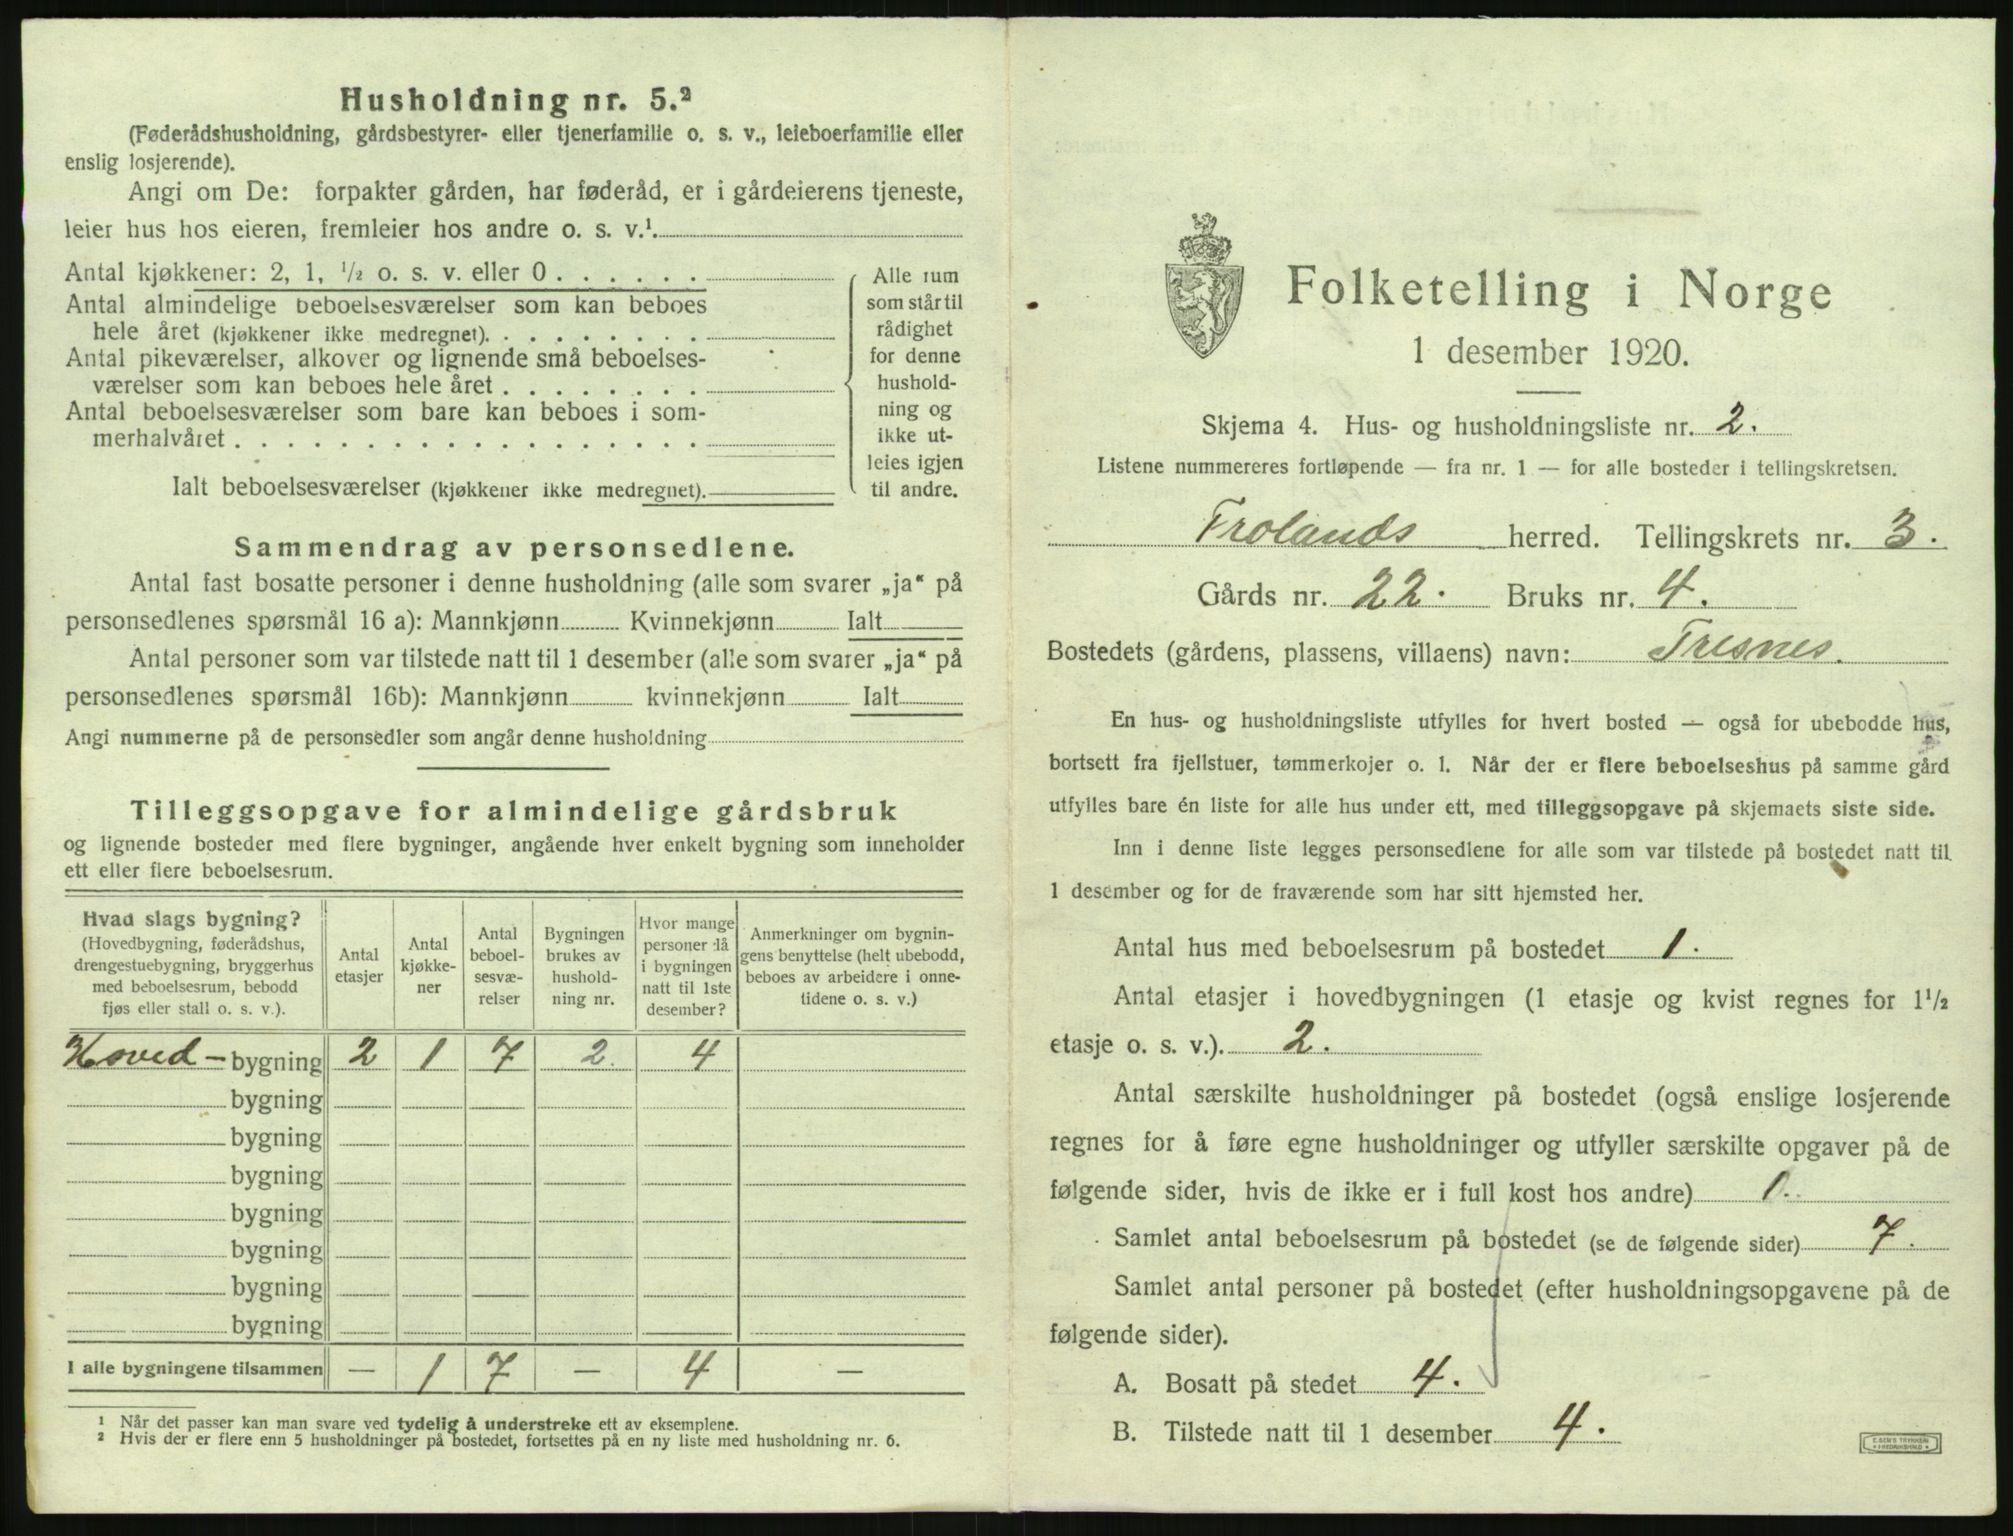 Husholdning nr. 5.²
(Føderådshusholdning, gårdsbestyrer- eller tjenerfamilie o. s. v., leieboerfamilie eller
enslig losjerende).
Angi om De: forpakter gården, har føderåd, er i gårdeierens tjeneste,
leier hus hos eieren, fremleier hos andre o. s. v.¹.
Antal kjøkkener: 2, 1, ½ o. s. v. eller 0 . . . . . .
Antal almindelige beboelsesværelser som kan beboes
hele året (kjøkkener ikke medregnet). . . . . . . . .
Antal pikeværelser, alkover og lignende små beboelses-
værelser som kan beboes hele året . . . . . . . .
Antal beboelsesværelser som bare kan beboes i som-
merhalvåret . . . . . . . . . . . . . . . . . .
Ialt beboelsesværelser (kjøkkener ikke medregnet).
Alle rum
som står til
rådighet
for denne
hushold-
ning og
ikke ut-
leies igjen
til andre.
Sammendrag av personsedlene.
Antal fast bosatte personer i denne husholdning (alle som svarer „ja“ på
personsedlenes spørsmål 16 a): Mannkjønn Kvinnekjønn Ialt
Antal personer som var tilstede natt til 1 desember (alle som svarer „ja“ på
personsedlenes spørsmål 16b): Mannkjønn kvinnekjønn Ialt
Angi nummerne på de personsedler som angår denne husholdning
Tilleggsopgave for almindelige gårdsbruk
og lignende bosteder med flere bygninger, angående hver enkelt bygning som inneholder
ett eller flere beboelsesrum.
Hvad slags bygning?
(Hovedbygning, føderådshus,
drengestuebygning, bryggerhus
med beboelsesrum, bebodd
fjøs eller stall o. s. v.).
Antal
etasjer
Antal
kjøkke-
ner
Antal
beboel-
sesvæ-
relser
Bygningen
brukes av
hushold-
ning nr.
Hvor mange
personer lå
i bygningen
natt til 1ste
desember?
Anmerkninger om bygnin-
gens benyttelse (helt ubebodd,
beboes av arbeidere i onne-
tidene o. s. v.)
Hoved- bygning 2 1 7 2. 4
bygning
bygning
bygning
bygning
bygning
bygning
bygning
I alle bygningene tilsammen — 1 7 — 4 —
¹ Når det passer kan man svare ved tydelig å understreke ett av eksemplene.
² Hvis der er flere enn 5 husholdninger på bostedet, fortsettes på en ny liste med husholdning nr. 6.
Folketelling i Norge
1 desember 1920.
Skjema 4. Hus- og husholdningsliste nr. 2.
Listene nummereres fortløpende — fra nr. 1 — for alle bosteder i tellingskretsen.
Frolands herred. Tellingskrets nr. 3.
Gårds nr. 22. Bruks nr. 4.
Bostedets (gårdens, plassens, villaens) navn: Tresnes.
En hus- og husholdningsliste utfylles for hvert bosted — også for ubebodde hus,
bortsett fra fjellstuer, tømmerkojer o. l. Når der er flere beboelseshus på samme gård
utfylles bare én liste for alle hus under ett, med tilleggsopgave på skjemaets siste side.
Inn i denne liste legges personsedlene for alle som var tilstede på bostedet natt til
1 desember og for de fraværende som har sitt hjemsted her.
Antal hus med beboelsesrum på bostedet 1.
Antal etasjer i hovedbygningen (1 etasje og kvist regnes for 1½
etasje o. s. v.). 2.
Antal særskilte husholdninger på bostedet (også enslige losjerende
regnes for å føre egne husholdninger og utfyller særskilte opgaver på de
følgende sider, hvis de ikke er i full kost hos andre) 1.
Samlet antal beboelsesrum på bostedet (se de følgende sider) 7.
Samlet antal personer på bostedet (efter husholdningsopgavene på de
følgende sider).
A. Bosatt på stedet 4.
B. Tilstede natt til 1 desember 4.
E. SEM'S TRYKKERI
FREDRIKSHALD